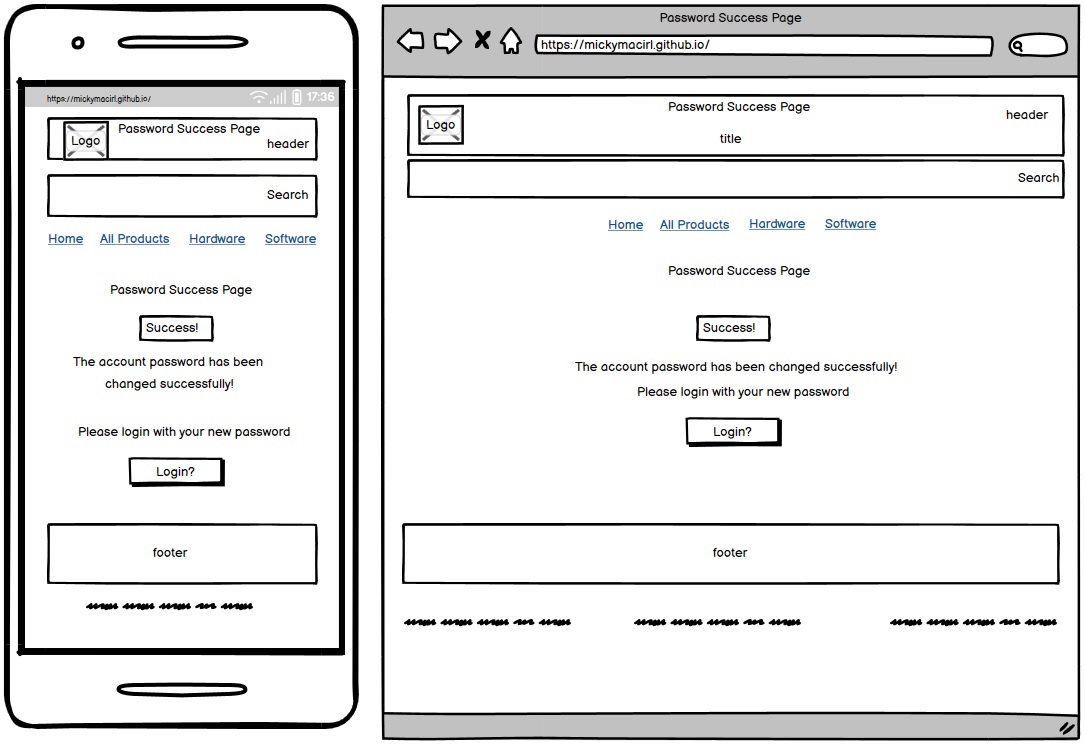 https://mickymacirl.github.io/
17:36
Logo
Password Success Page
header
Search
Home All Products Hardware Software
Password Success Page
Success!
The account password has been
changed successfully!
Please login with your new password
Login?
footer
Password Success Page
https://mickymacirl.github.io/
Logo
Password Success Page
header
title
Search
Home All Products Hardware Software
Password Success Page
Success!
The account password has been changed successfully!
Please login with your new password
Login?
footer